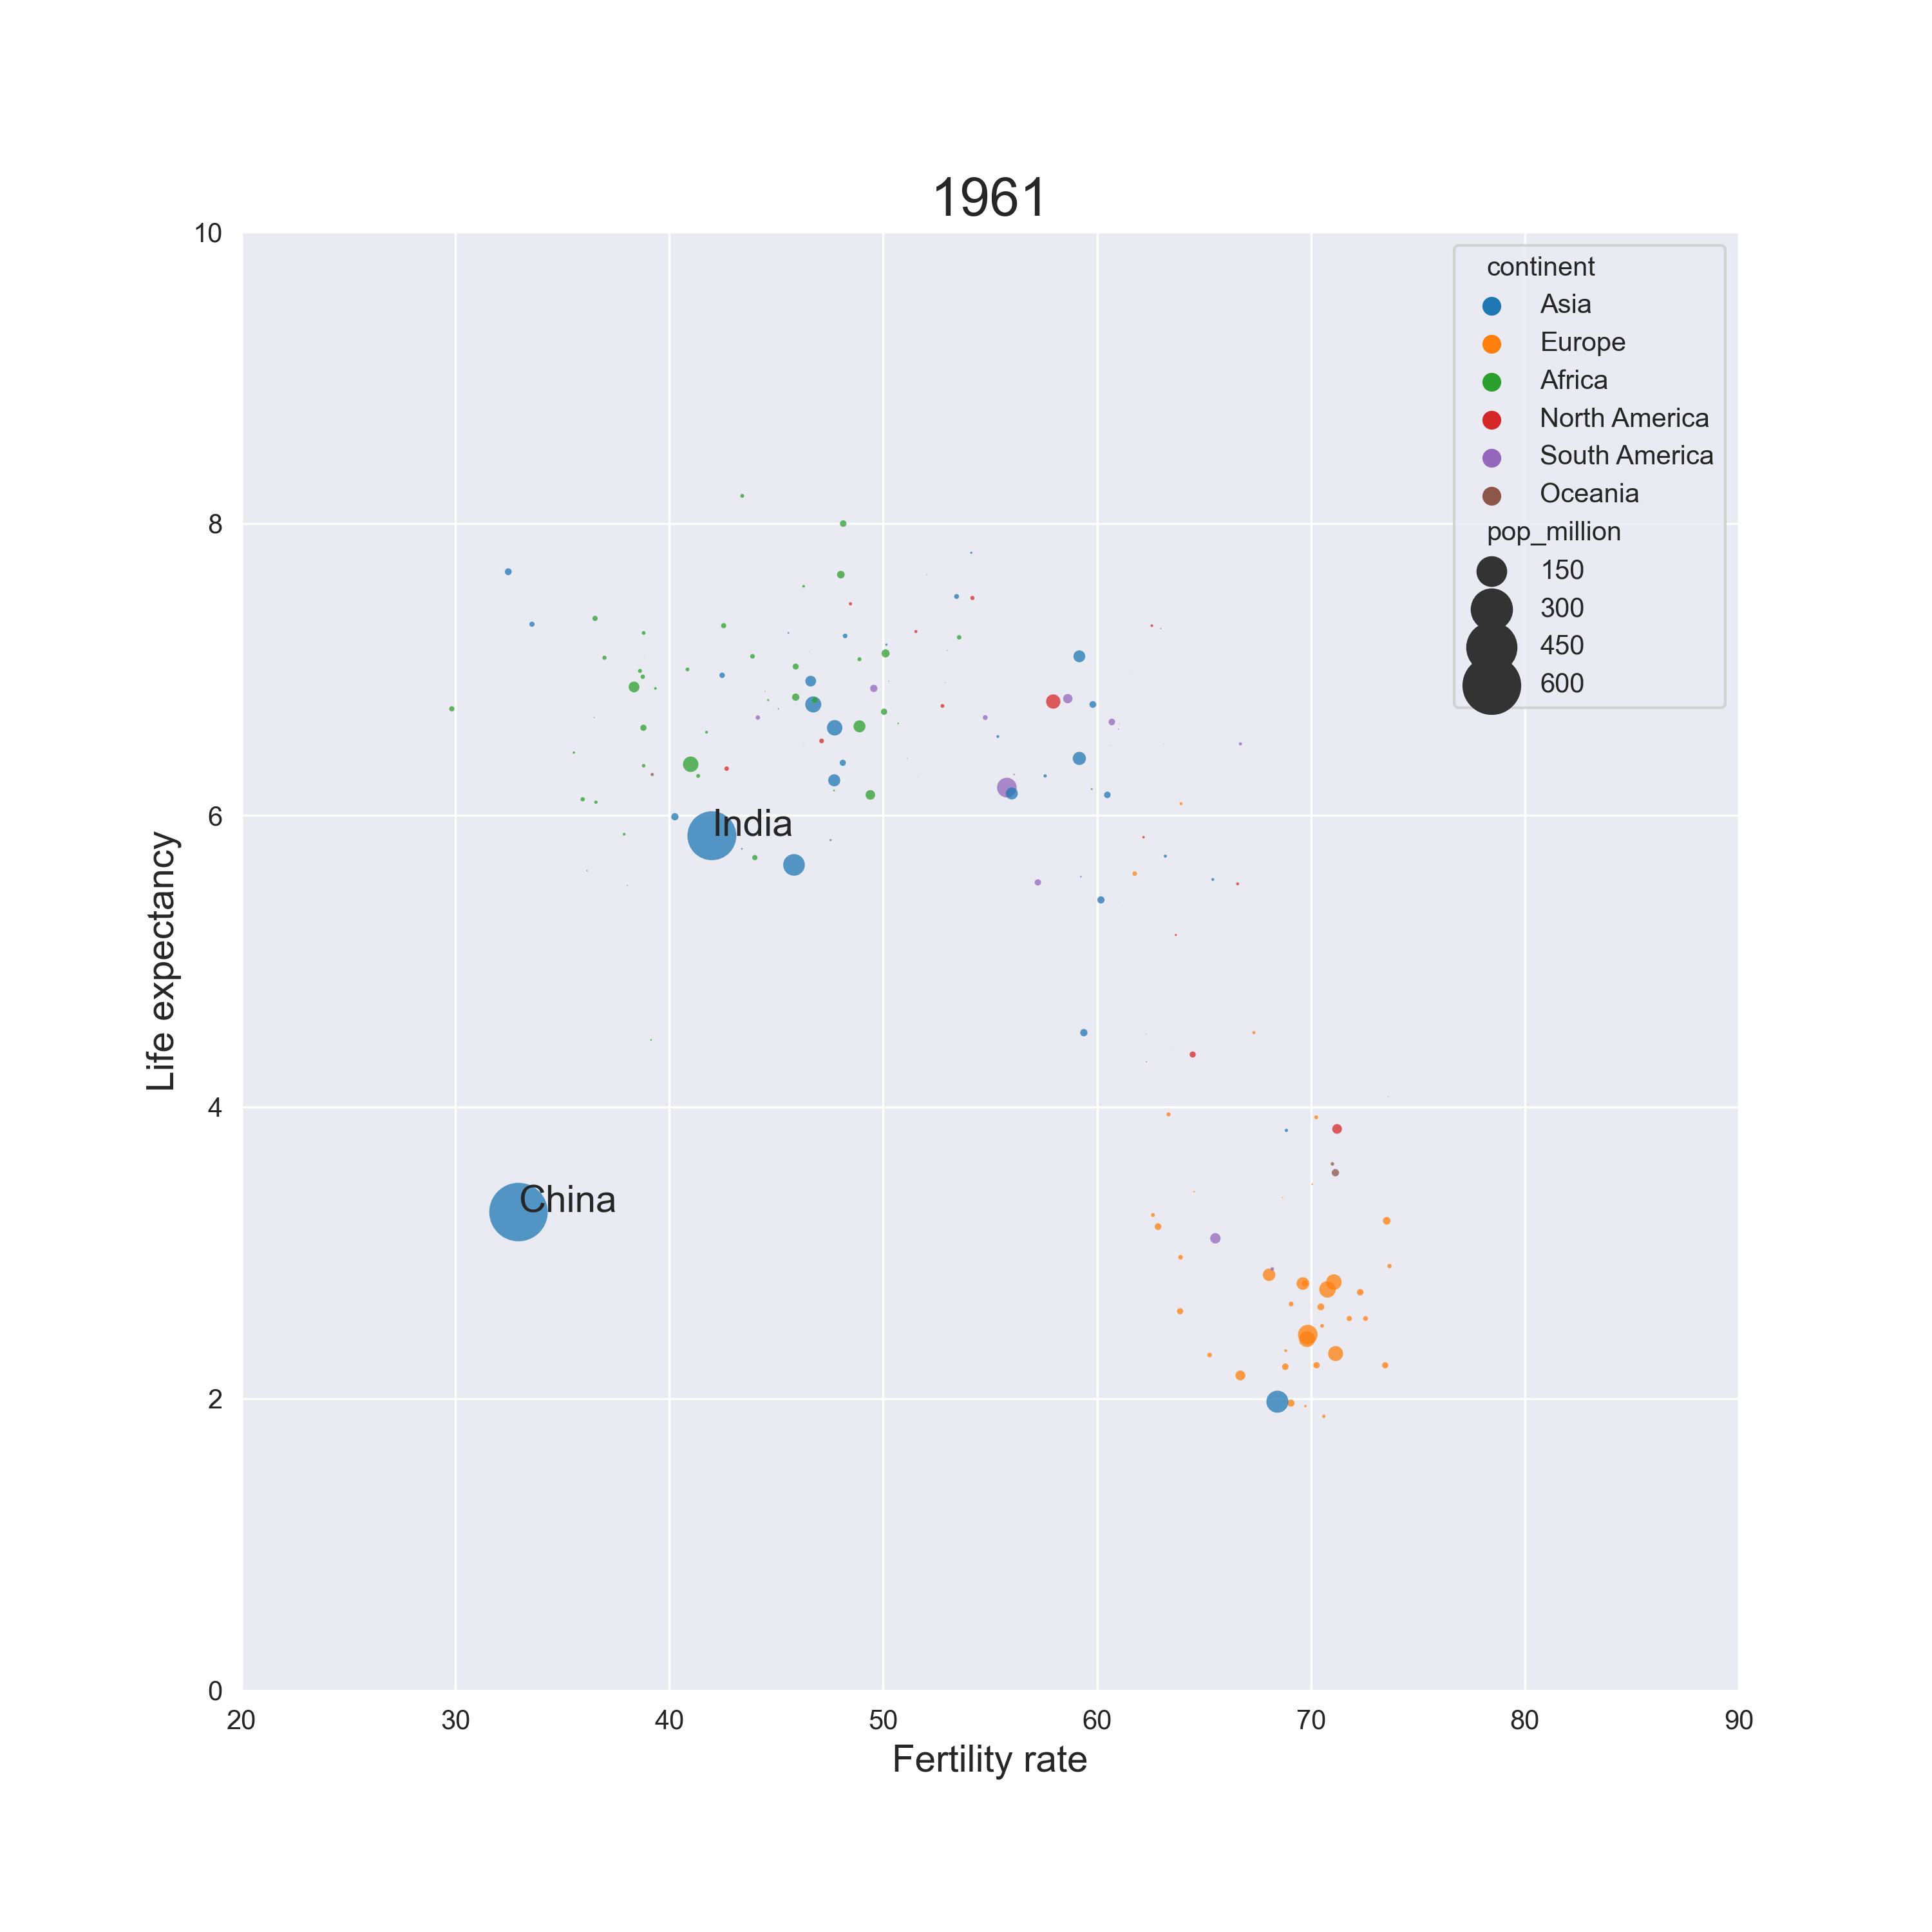 1961
10
8
6
4
2
0
Life expectancy
20 30 40 50 60 70 80 90
Fertility rate
India
China
continent
Asia
Europe
Africa
North America
South America
Oceania
pop_million
150
300
450
600